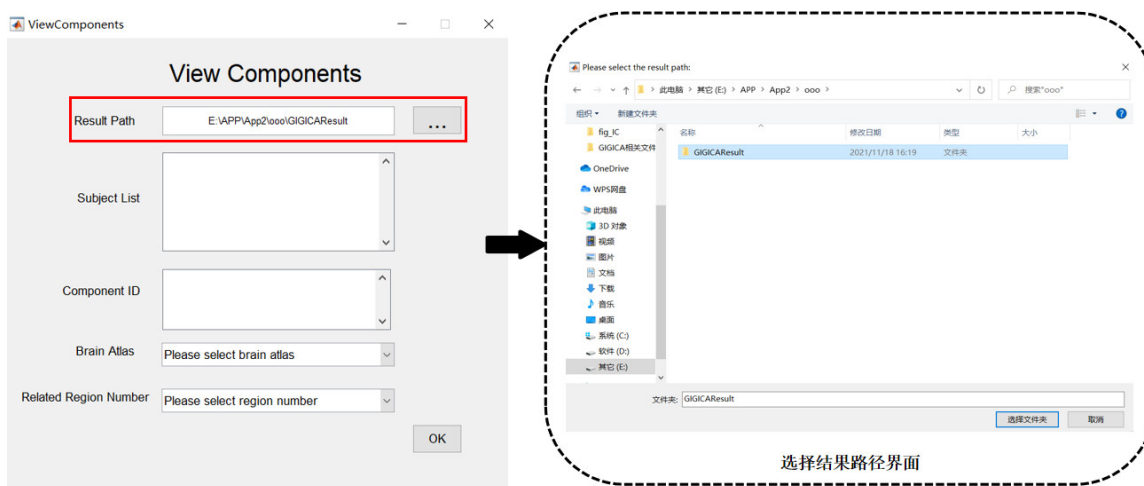 ViewComponents
View Components
Result Path
E:\APP\App2\ooo\GIGICAResult
...
Subject List
Component ID
Brain Atlas
Please select brain atlas
Related Region Number
Please select region number
OK
Please select the result path:
此电脑 › 其它 (E:) › APP › App2 › ooo ›
搜索"ooo"
组织
新建文件夹
fig_IC
GIGICA相关文件
OneDrive
WPS网盘
此电脑
3D 对象
视频
图片
文档
下载
音乐
桌面
系统 (C:)
软件 (D:)
其它 (E:)
名称 修改日期 类型 大小
GIGICAResult 2021/11/18 16:19 文件夹
文件夹: GIGICAResult
选择文件夹 取消
选择结果路径界面